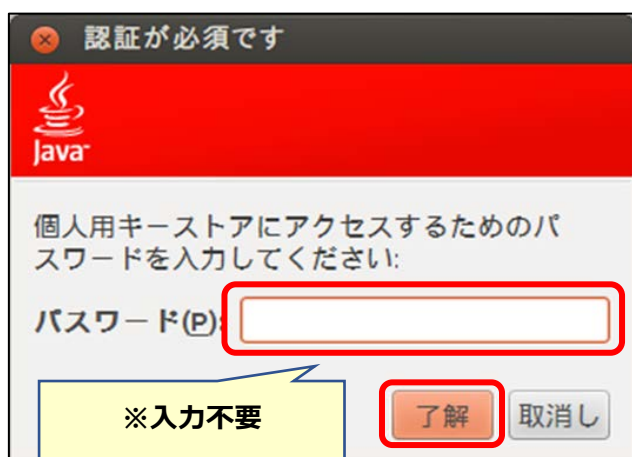 認証が必須です
Java
個人用キーストアにアクセスするためのパ
スワードを入力してください:
パスワード(P):
※入力不要
了解 取消し